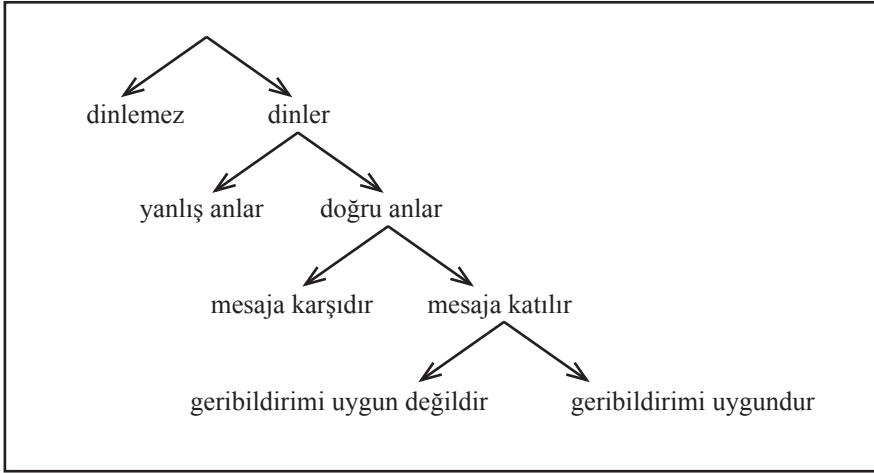 dinlemez dinler
yanlış anlar doğru anlar
mesaja karşıdır mesaja katılır
geribildirimi uygun değildir geribildirimi uygundur